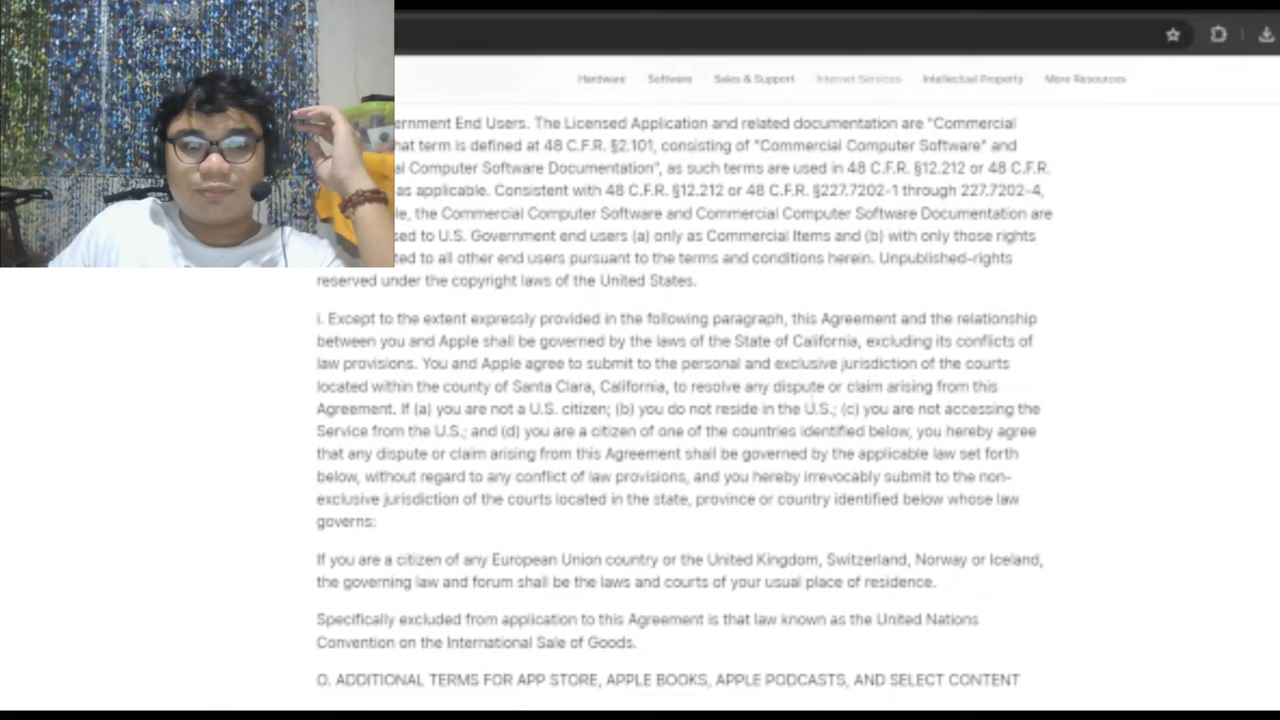 Hardware Software Sales & Support Internet Services Intellectual Property More Resources
ernment End Users. The Licensed Application and related documentation are "Commercial
hat term is defined at 48 C.F.R. §2.101, consisting of "Commercial Computer Software" and
al Computer Software Documentation", as such terms are used in 48 C.F.R. §12.212 or 48 C.F.R.
as applicable. Consistent with 48 C.F.R. §12.212 or 48 C.F.R. §227.7202-1 through 227.7202-4,
le, the Commercial Computer Software and Commercial Computer Software Documentation are
sed to U.S. Government end users (a) only as Commercial Items and (b) with only those rights
ted to all other end users pursuant to the terms and conditions herein. Unpublished-rights
reserved under the copyright laws of the United States.
i. Except to the extent expressly provided in the following paragraph, this Agreement and the relationship
between you and Apple shall be governed by the laws of the State of California, excluding its conflicts of
law provisions. You and Apple agree to submit to the personal and exclusive jurisdiction of the courts
located within the county of Santa Clara, California, to resolve any dispute or claim arising from this
Agreement. If (a) you are not a U.S. citizen; (b) you do not reside in the U.S.; (c) you are not accessing the
Service from the U.S.; and (d) you are a citizen of one of the countries identified below, you hereby agree
that any dispute or claim arising from this Agreement shall be governed by the applicable law set forth
below, without regard to any conflict of law provisions, and you hereby irrevocably submit to the non-
exclusive jurisdiction of the courts located in the state, province or country identified below whose law
governs:
If you are a citizen of any European Union country or the United Kingdom, Switzerland, Norway or Iceland,
the governing law and forum shall be the laws and courts of your usual place of residence.
Specifically excluded from application to this Agreement is that law known as the United Nations
Convention on the International Sale of Goods.
O. ADDITIONAL TERMS FOR APP STORE, APPLE BOOKS, APPLE PODCASTS, AND SELECT CONTENT